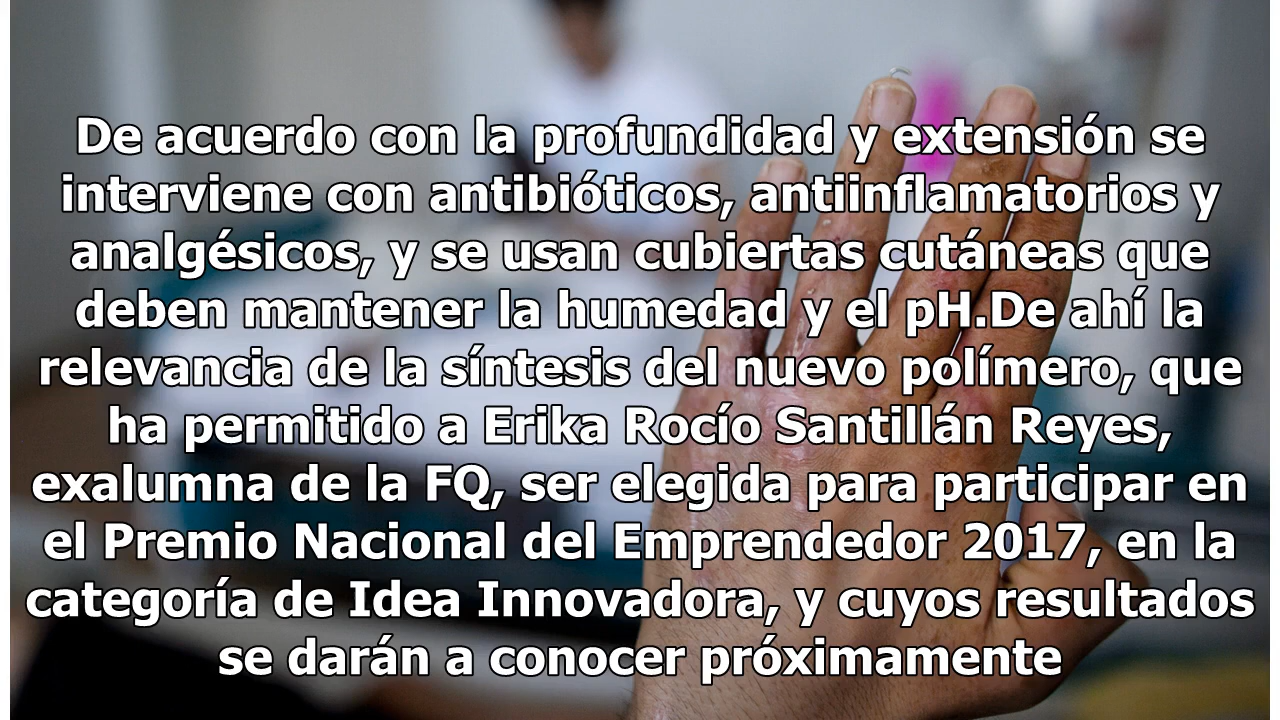 De acuerdo con la profundidad y extensión se
interviene con antibióticos, antiinflamatorios y
analgésicos, y se usan cubiertas cutáneas que
deben mantener la humedad y el pH.De ahí la
relevancia de la síntesis del nuevo polímero, que
ha permitido a Erika Rocío Santillán Reyes,
exalumna de la FQ, ser elegida para participar en
el Premio Nacional del Emprendedor 2017, en la
categoría de Idea Innovadora, y cuyos resultados
se darán a conocer próximamente